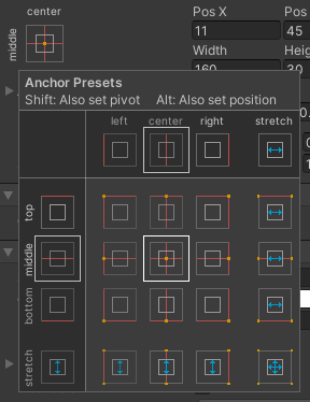 center
Pos X
Pos
middle
11
45
Width
160
30
Anchor Presets
Shift: Also set pivot
Alt: Also set position
left
center
right
stretch
top
middle
bottom
stretch